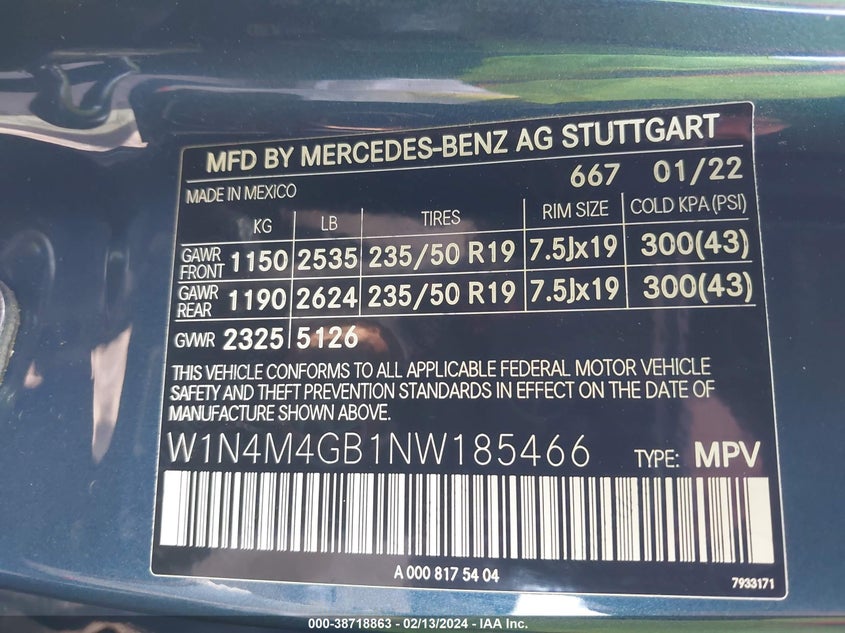 MFD BY MERCEDES-BENZ AG STUTTGART
MADE IN MEXICO 667 01/22
KG LB TIRES RIM SIZE COLD KPA (PSI)
GAWR FRONT 1150 2535 235/50 R19 7.5Jx19 300(43)
GAWR REAR 1190 2624 235/50 R19 7.5Jx19 300(43)
GVWR 2325 5126
THIS VEHICLE CONFORMS TO ALL APPLICABLE FEDERAL MOTOR VEHICLE
SAFETY AND THEFT PREVENTION STANDARDS IN EFFECT ON THE DATE OF
MANUFACTURE SHOWN ABOVE.
W1N4M4GB1NW185466 TYPE: MPV
A 000 817 54 04
7933171
000-38718863 - 02/13/2024 - IAA Inc.